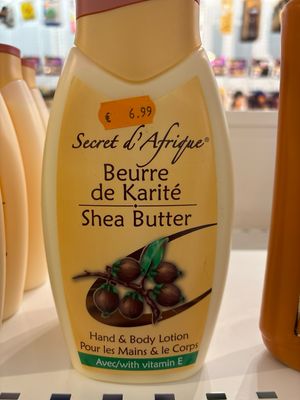 € 6.99
Secret d'Afrique®
Beurre
de Karité
Shea Butter
Hand & Body Lotion
Pour les Mains & le Corps
Avec/with vitamin E